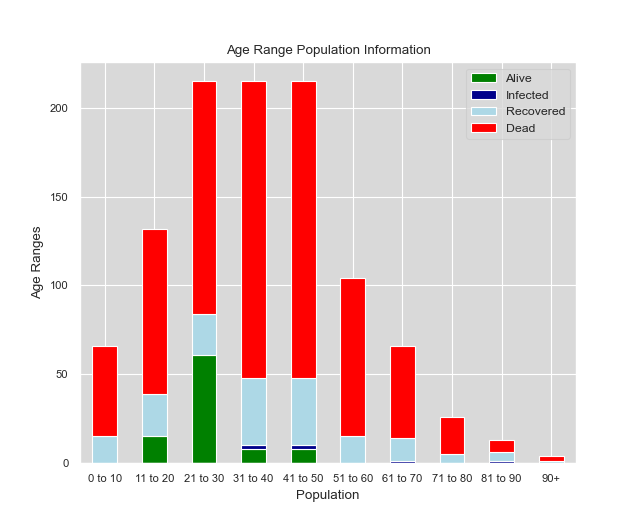 Age Range Population Information
Alive
Infected
Recovered
Dead
200
150
100
50
0
Age Ranges
0 to 10 11 to 20 21 to 30 31 to 40 41 to 50 51 to 60 61 to 70 71 to 80 81 to 90 90+
Population